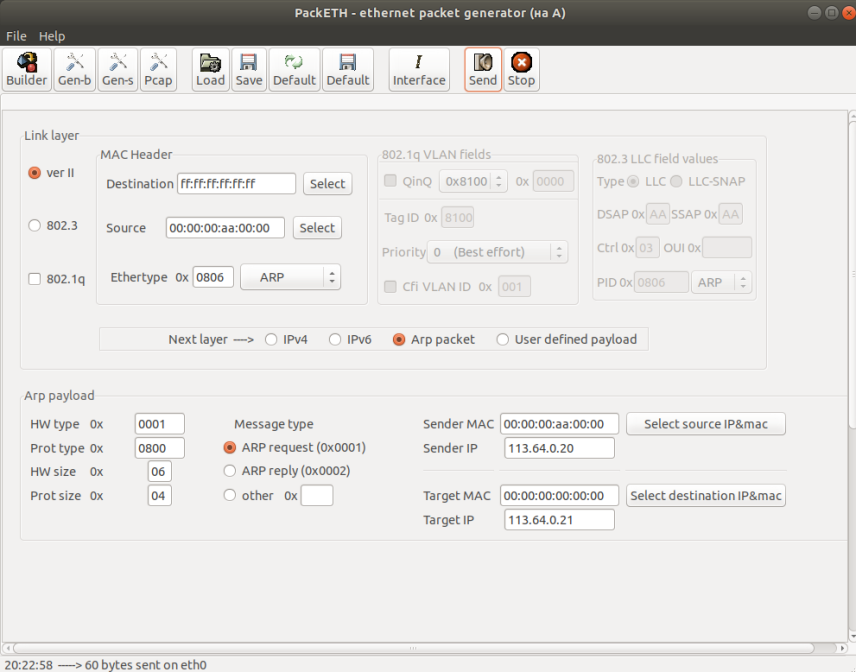 PackETH - ethernet packet generator (на A)
File Help
Builder Gen-b Gen-s Pcap Load Save Default Default Interface Send Stop
Link layer
MAC Header 802.1q VLAN fields 802.3 LLC field values
ver II Destination ff:ff:ff:ff:ff:ff Select QinQ 0x8100 0x 0000 Type LLC LLC-SNAP
802.3 Source 00:00:00:aa:00:00 Select Tag ID 0x 8100 DSAP 0x AA SSAP 0x AA
Priority 0 (Best effort) Ctrl 0x 03 OUI 0x
802.1q Ethertype 0x 0806 ARP Cfi VLAN ID 0x 001 PID 0x 0806 ARP
Next layer ----> IPv4 IPv6 Arp packet User defined payload
Arp payload
HW type 0x 0001 Message type Sender MAC 00:00:00:aa:00:00 Select source IP&mac
Prot type 0x 0800 ARP request (0x0001) Sender IP 113.64.0.20
HW size 0x 06 ARP reply (0x0002)
Prot size 0x 04 other 0x Target MAC 00:00:00:00:00:00 Select destination IP&mac
Target IP 113.64.0.21
20:22:58 -----> 60 bytes sent on eth0